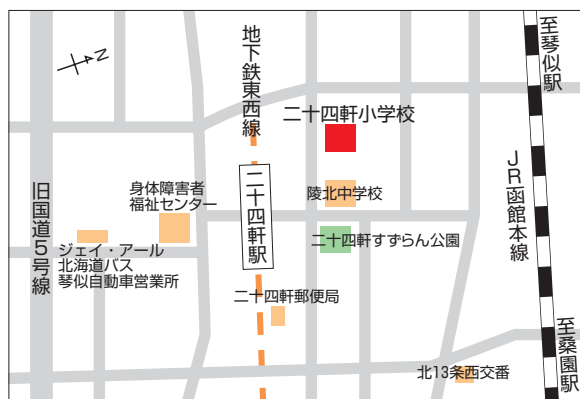 至琴似駅
地下鉄東西線
二十四軒小学校
JR函館本線
旧国道5号線
身体障害者
福祉センター
二十四軒駅
陵北中学校
二十四軒すずらん公園
ジェイ・アール
北海道バス
琴似自動車営業所
二十四軒郵便局
至桑園駅
北13条西交番
N